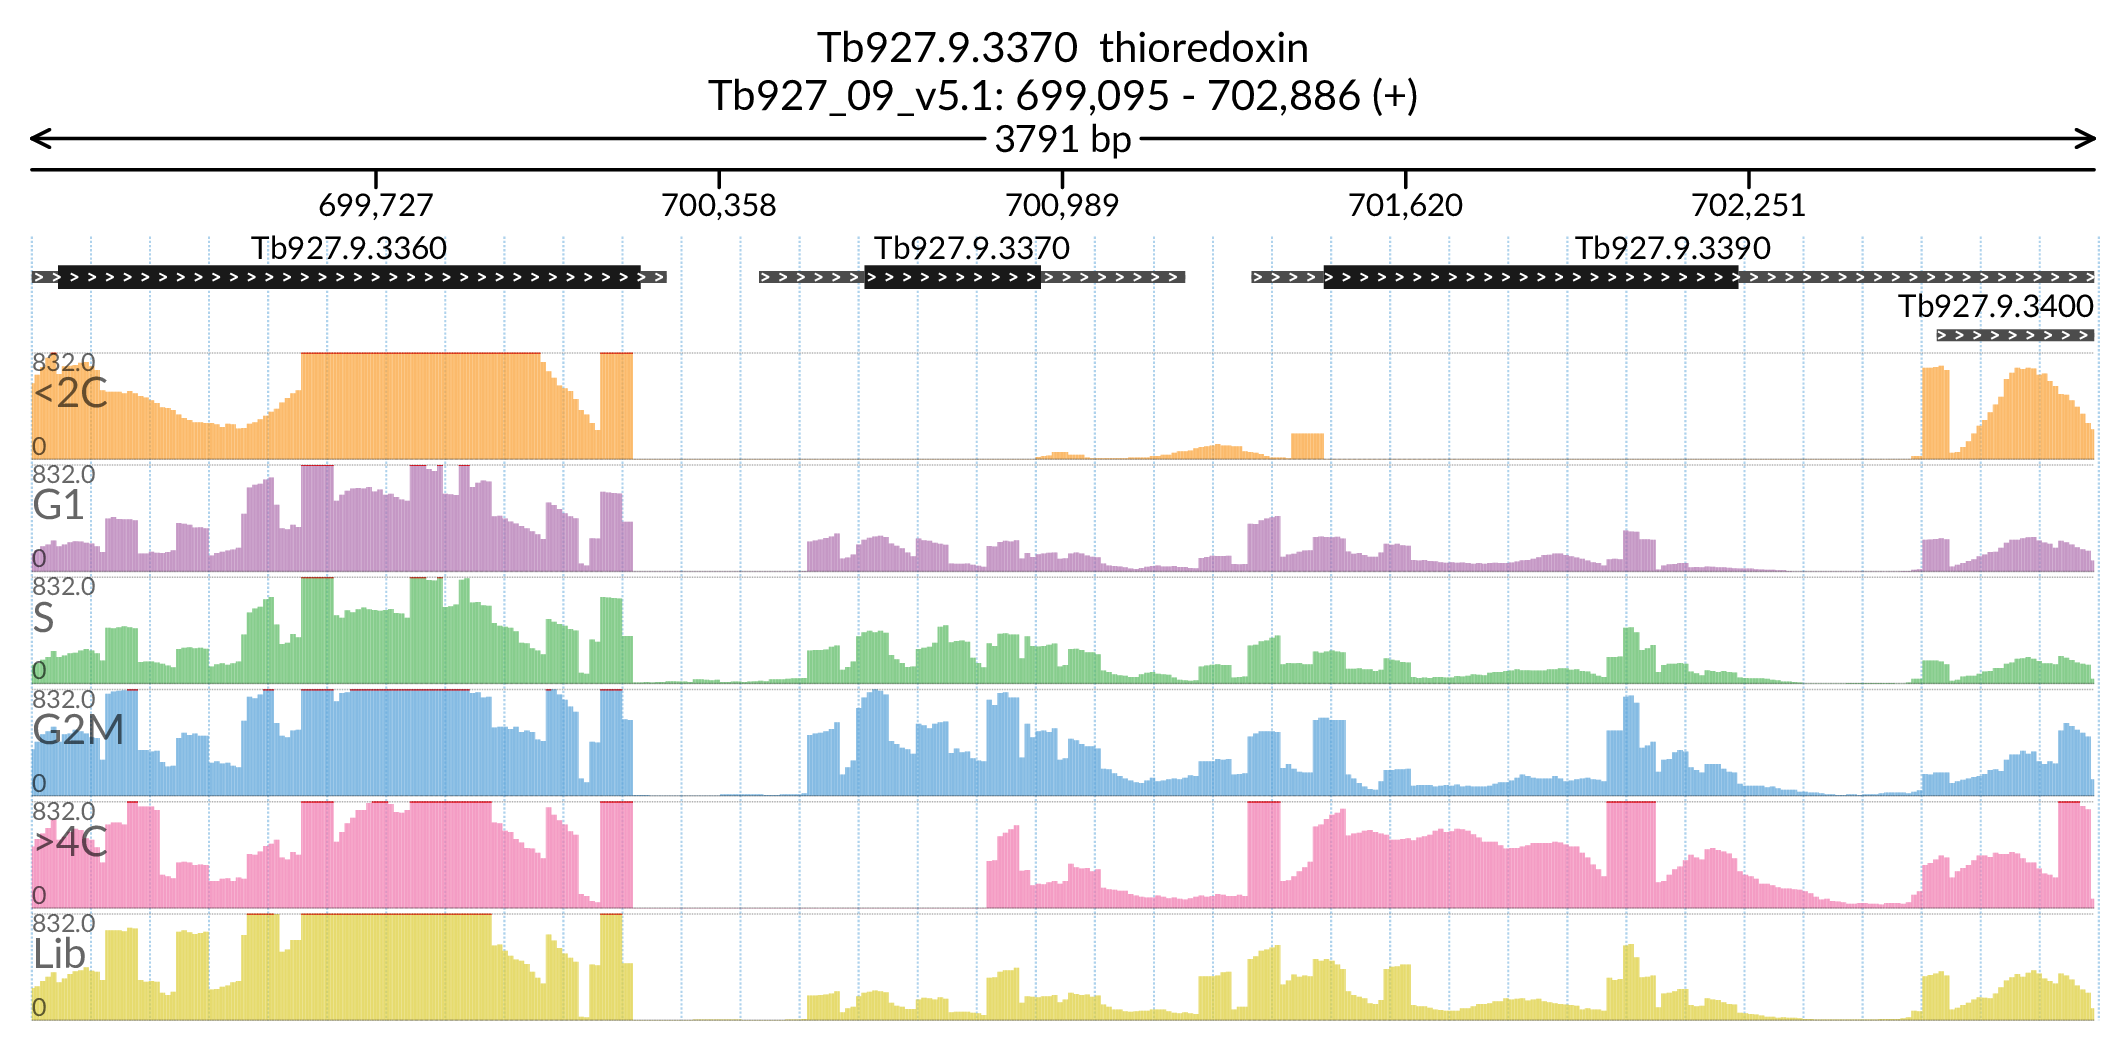 Tb927.9.3370  thioredoxin
Tb927_09_v5.1: 699,095 - 702,886 (+)
3791 bp
699,727 700,358 700,989 701,620 702,251
Tb927.9.3360 Tb927.9.3370 Tb927.9.3390
Tb927.9.3400
832.0
<2C
0
832.0
G1
0
832.0
S
0
832.0
G2M
0
832.0
>4C
0
832.0
Lib
0